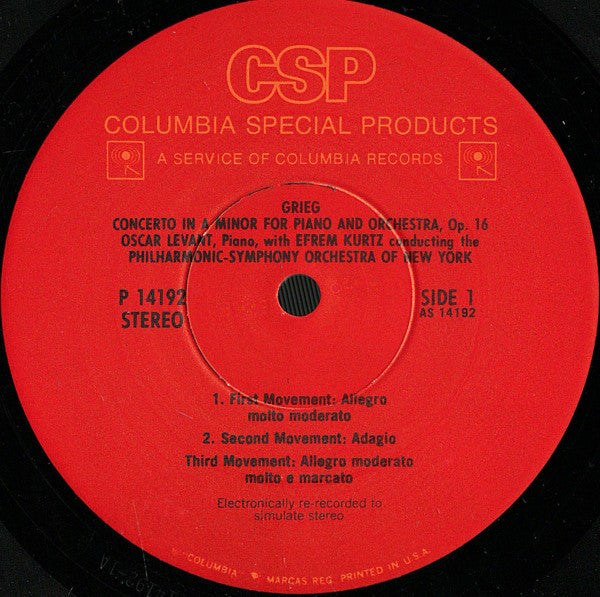 CSP
COLUMBIA SPECIAL PRODUCTS
A SERVICE OF COLUMBIA RECORDS
GRIEG
CONCERTO IN A MINOR FOR PIANO AND ORCHESTRA, Op. 16
OSCAR LEVANT, Piano, with EFREM KURTZ conducting the
PHILHARMONIC-SYMPHONY ORCHESTRA OF NEW YORK
P 14192
STEREO
SIDE 1
AS 14192
1. First Movement: Allegro
molto moderato
2. Second Movement: Adagio
Third Movement: Allegro moderato
molto e marcato
Electronically re-recorded to
simulate stereo
"COLUMBIA" MARCAS REG. PRINTED IN U.S.A.